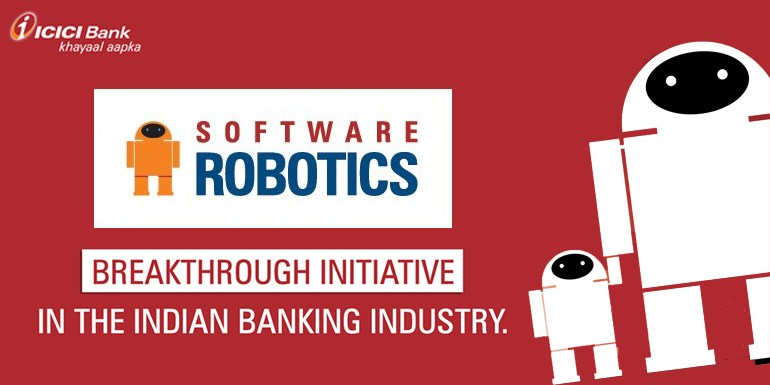 ICICI Bank
khayaal aapka
SOFTWARE
ROBOTICS
BREAKTHROUGH INITIATIVE
IN THE INDIAN BANKING INDUSTRY.